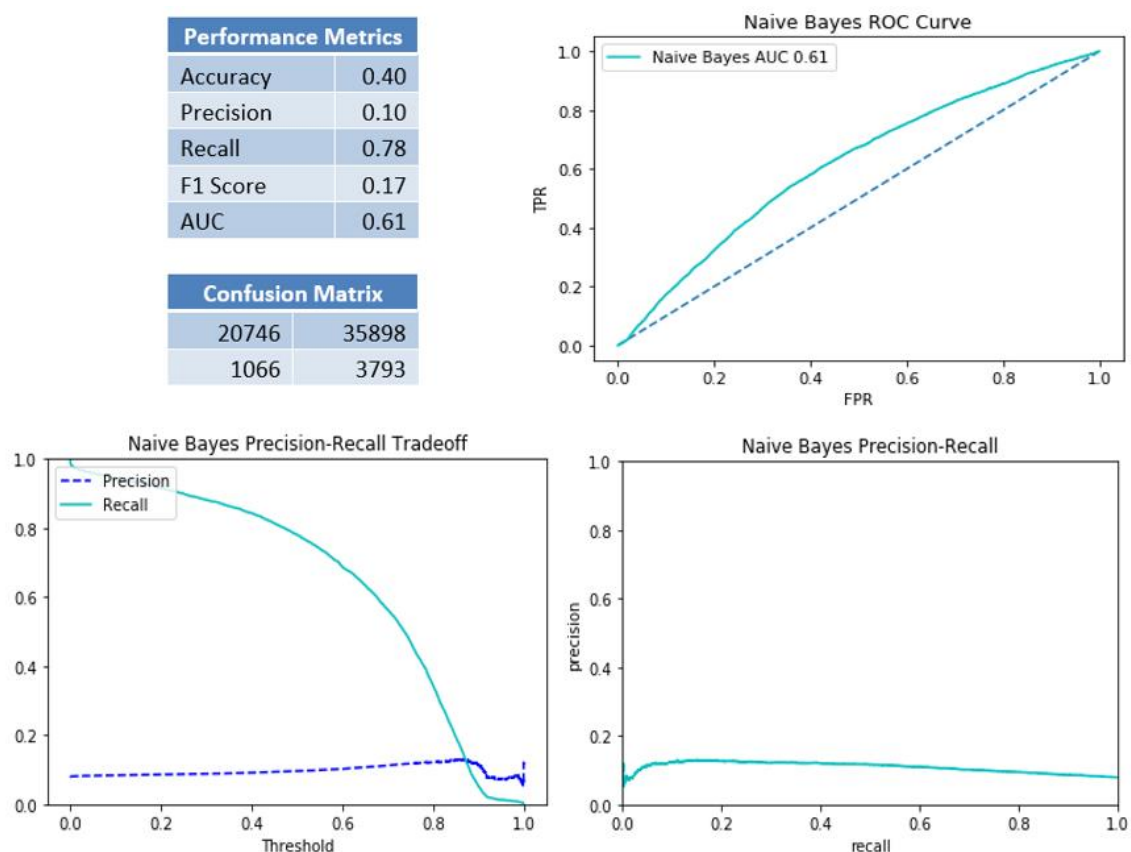 Performance Metrics
Accuracy 0.40
Precision 0.10
Recall 0.78
F1 Score 0.17
AUC 0.61
Confusion Matrix
20746 35898
1066 3793
Naive Bayes ROC Curve
Naive Bayes AUC 0.61
1.0
0.8
0.6
0.4
0.2
0.0
TPR
0.0 0.2 0.4 0.6 0.8 1.0
FPR
Naive Bayes Precision-Recall Tradeoff
Precision
Recall
1.0
0.8
0.6
0.4
0.2
0.0
0.0 0.2 0.4 0.6 0.8 1.0
Threshold
Naive Bayes Precision-Recall
1.0
0.8
0.6
0.4
0.2
0.0
precision
0.0 0.2 0.4 0.6 0.8 1.0
recall